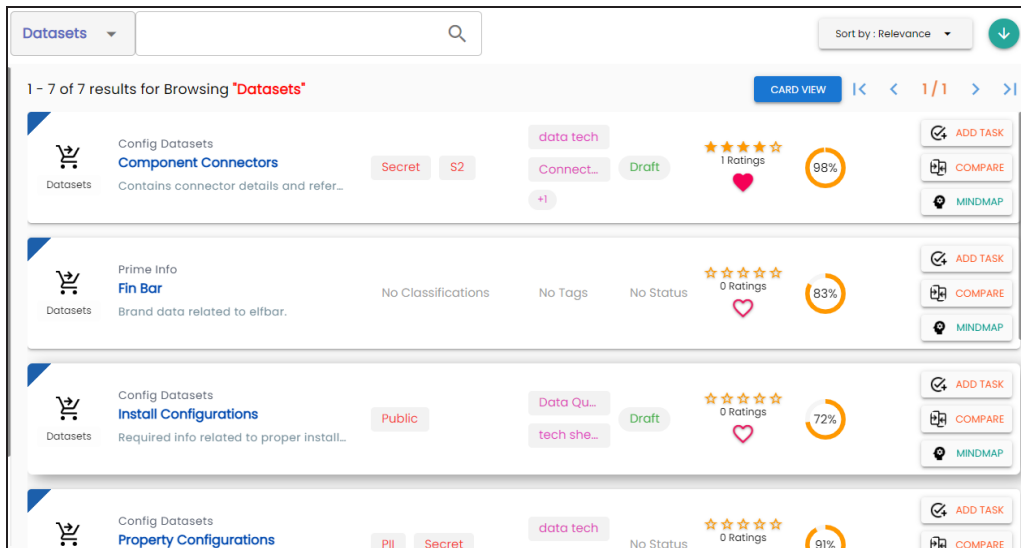 Datasets
Sort by : Relevance
1 - 7 of 7 results for Browsing "Datasets"
CARD VIEW
1 / 1
Datasets
Config Datasets
Component Connectors
Contains connector details and refer...
Secret
S2
data tech
Connect...
+1
Draft
1 Ratings
98%
ADD TASK
COMPARE
MINDMAP
Datasets
Prime Info
Fin Bar
Brand data related to elfbar.
No Classifications
No Tags
No Status
0 Ratings
83%
ADD TASK
COMPARE
MINDMAP
Datasets
Config Datasets
Install Configurations
Required info related to proper install...
Public
Data Qu...
tech she...
Draft
0 Ratings
72%
ADD TASK
COMPARE
MINDMAP
Config Datasets
Property Configurations
PII
Secret
data tech
No Status
0 Ratings
91%
ADD TASK
COMPARE